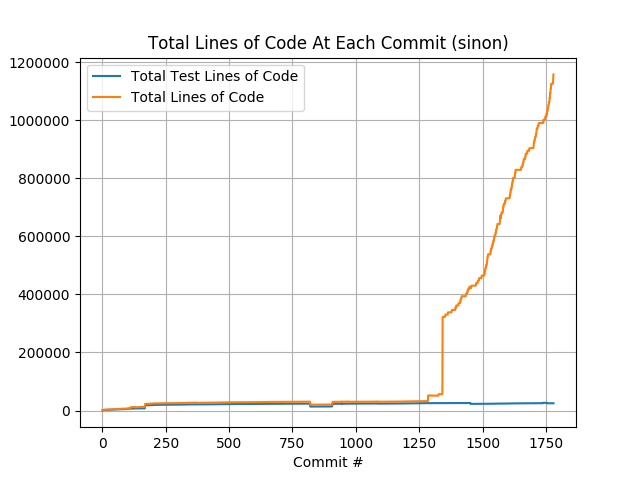 Total Lines of Code At Each Commit (sinon)
Total Test Lines of Code
Total Lines of Code
1200000
1000000
800000
600000
400000
200000
0
0 250 500 750 1000 1250 1500 1750
Commit #